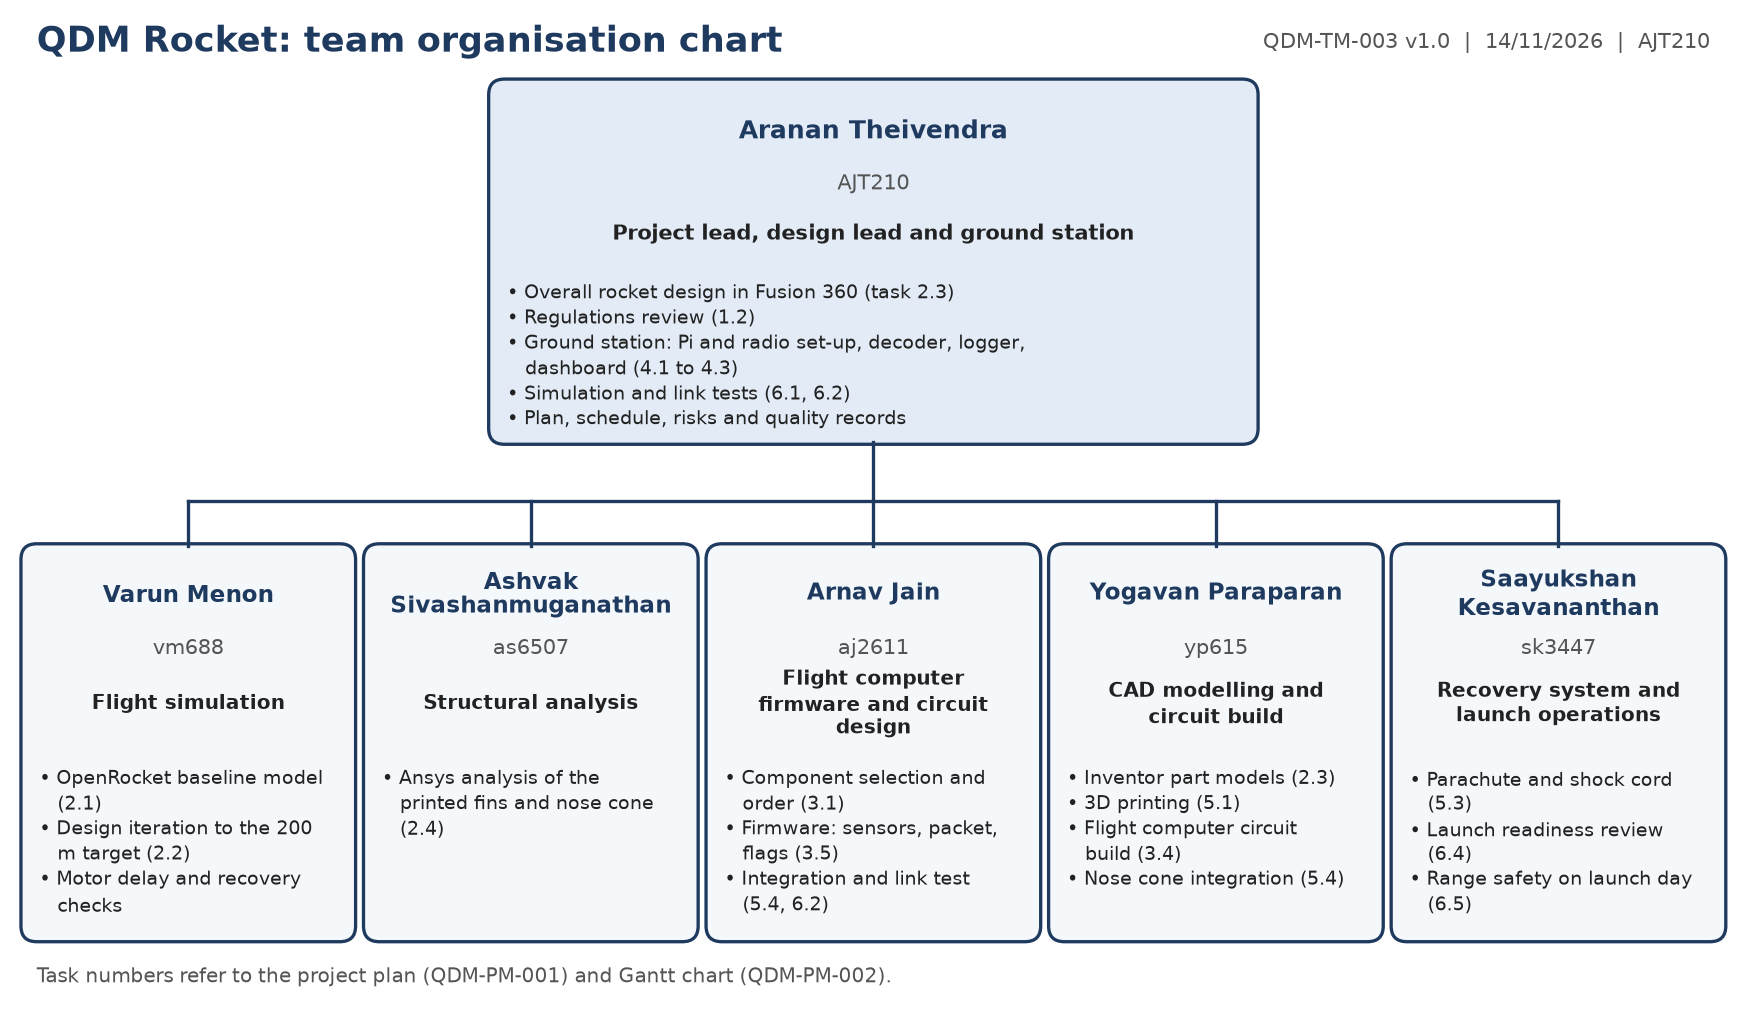 QDM Rocket: team organisation chart
QDM-TM-003 v1.0 | 14/11/2026 | AJT210
Aranan Theivendra
AJT210
Project lead, design lead and ground station
• Overall rocket design in Fusion 360 (task 2.3)
• Regulations review (1.2)
• Ground station: Pi and radio set-up, decoder, logger,
dashboard (4.1 to 4.3)
• Simulation and link tests (6.1, 6.2)
• Plan, schedule, risks and quality records
Varun Menon
vm688
Flight simulation
• OpenRocket baseline model
(2.1)
• Design iteration to the 200
m target (2.2)
• Motor delay and recovery
checks
Ashvak
Sivashanmuganathan
as6507
Structural analysis
• Ansys analysis of the
printed fins and nose cone
(2.4)
Arnav Jain
aj2611
Flight computer
firmware and circuit
design
• Component selection and
order (3.1)
• Firmware: sensors, packet,
flags (3.5)
• Integration and link test
(5.4, 6.2)
Yogavan Paraparan
yp615
CAD modelling and
circuit build
• Inventor part models (2.3)
• 3D printing (5.1)
• Flight computer circuit
build (3.4)
• Nose cone integration (5.4)
Saayukshan
Kesavananthan
sk3447
Recovery system and
launch operations
• Parachute and shock cord
(5.3)
• Launch readiness review
(6.4)
• Range safety on launch day
(6.5)
Task numbers refer to the project plan (QDM-PM-001) and Gantt chart (QDM-PM-002).